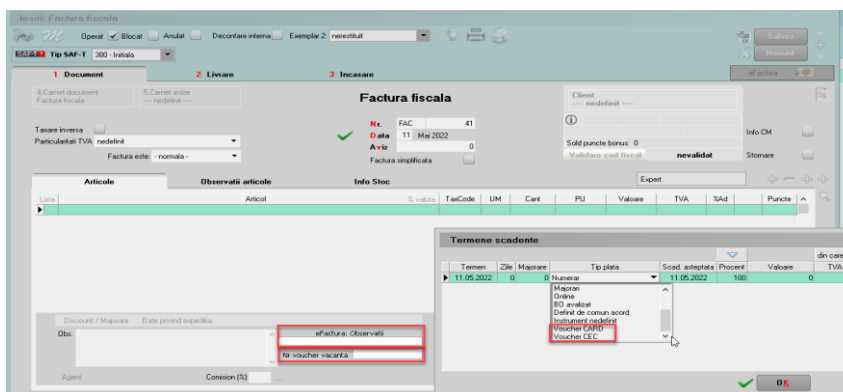 Iesiri: Factura fiscala
Operat Blocat Anulat Decontare interna Exemplar 2: nerestituit
Salvez
Renunt
SAFT Tip SAF-T 380 - Initiala
1 Document 2 Livrare 3 Incasare
eFactura
4.Carnet document
Factura fiscala
5.Carnet avize
--- nedefinit ---
Factura fiscala
Client
---- nedefinit ----
Nr. FAC 41
Data 11 Mai 2022
Aviz 0
Factura simplificata
Taxare inversa
Particularitati TVA nedefinit
Factura este: - normala -
Sold puncte bonus: 0
Validare cod fiscal nevalidat
Info CM
Stornare
Articole Observatii articole Info Stoc
Expert
Lista Articol % valuta TaxCode UM Cant PU Valoare TVA %Ad Puncte
Termene scadente
din care
Termen Zile Majorare Tip plata Scad. asteptata Procent Valoare TVA
11.05.2022 0 0 Numerar 11.05.2022 100 0
Majorari
Online
BO avalizat
Definit de comun acord
Instrument nedefinit
Voucher CARD
Voucher CEC
Discount / Majorare Date privind expeditia
Obs.
eFactura: Observatii
Nr voucher vacanta
Agent Comision (%) ...
OK